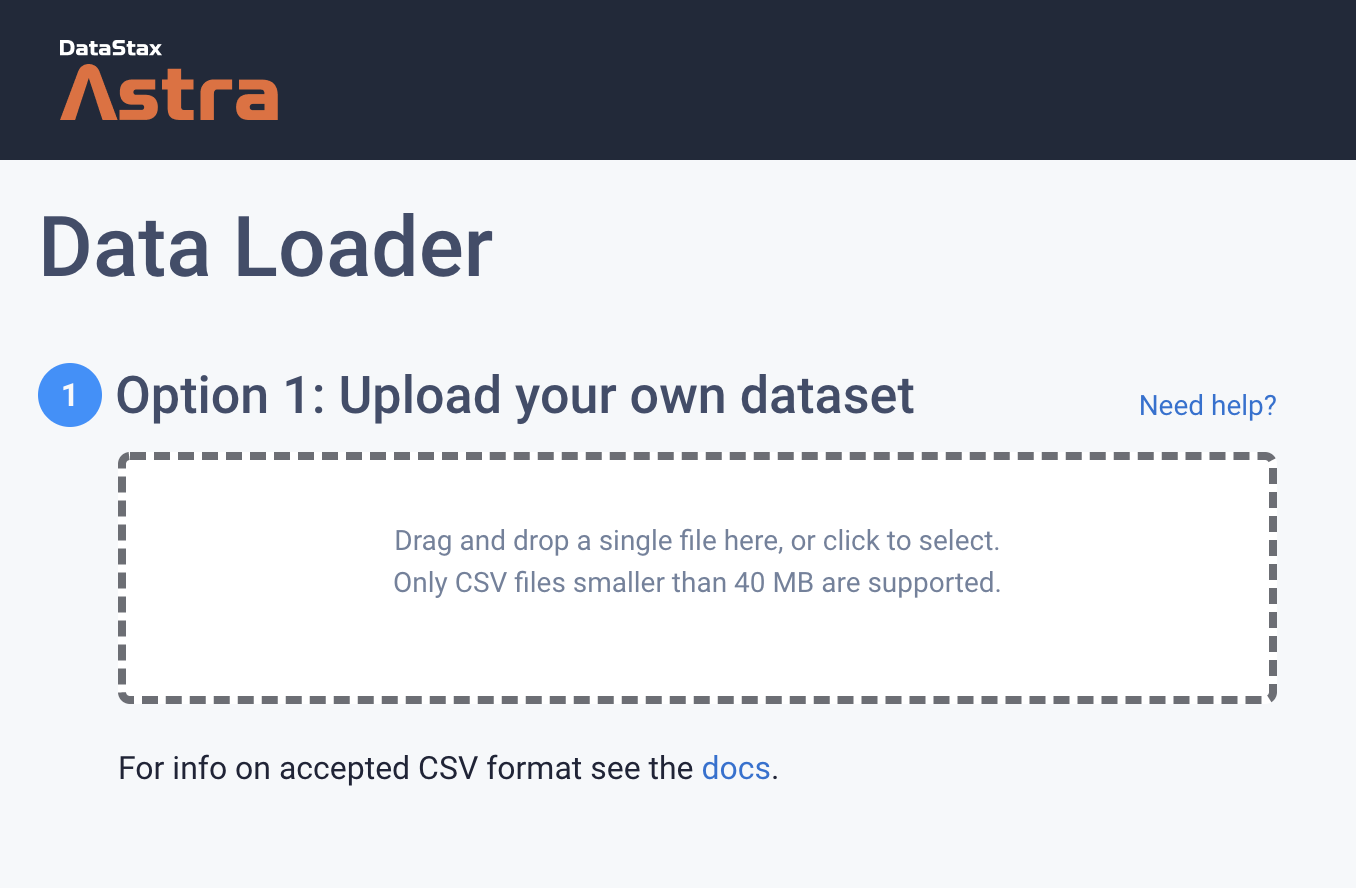 DataStax
Astra
Data Loader
1 Option 1: Upload your own dataset
Need help?
Drag and drop a single file here, or click to select.
Only CSV files smaller than 40 MB are supported.
For info on accepted CSV format see the docs.